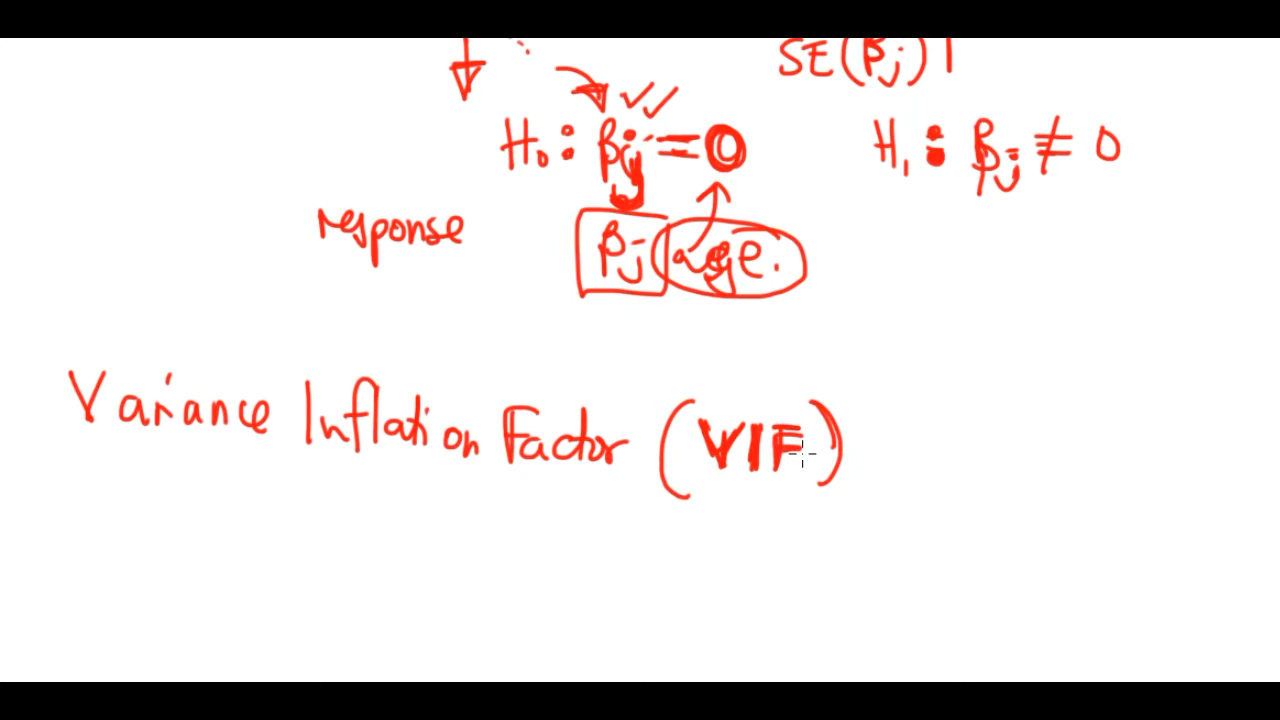 SE(βj)
H₀ : βj = 0 H₁ : βj ≠ 0
response βj age.
Variance Inflation Factor (VIF)